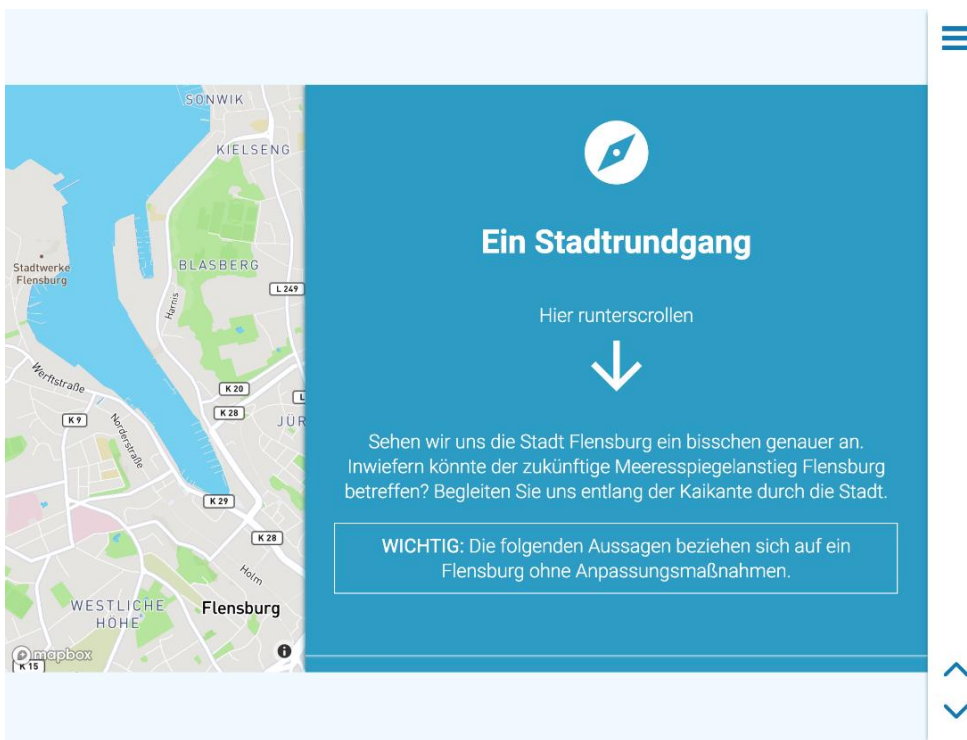 SONWIK
KIELSENG
Stadtwerke
Flensburg
BLASBERG
L 249
Harnis
Werftstraße
K 20
K 28
K 9
Norderstraße
JÜR
K 29
K 28
Holm
WESTLICHE
HÖHE
Flensburg
mapbox
K 15
Ein Stadtrundgang
Hier runterscrollen
Sehen wir uns die Stadt Flensburg ein bisschen genauer an.
Inwiefern könnte der zukünftige Meeresspiegelanstieg Flensburg
betreffen? Begleiten Sie uns entlang der Kaikante durch die Stadt.
WICHTIG: Die folgenden Aussagen beziehen sich auf ein
Flensburg ohne Anpassungsmaßnahmen.